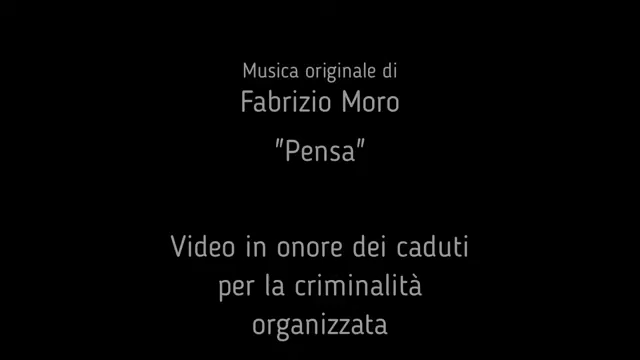 Musica originale di
Fabrizio Moro
"Pensa"
Video in onore dei caduti
per la criminalità
organizzata